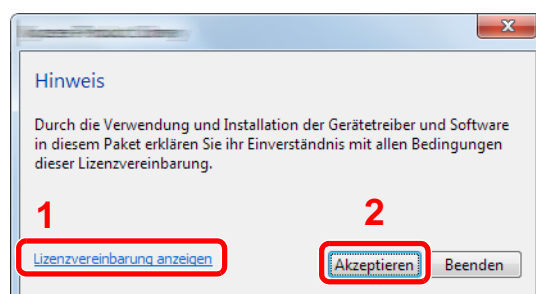 Hinweis
Durch die Verwendung und Installation der Gerätetreiber und Software
in diesem Paket erklären Sie ihr Einverständnis mit allen Bedingungen
dieser Lizenzvereinbarung.
1
2
Lizenzvereinbarung anzeigen
Akzeptieren
Beenden